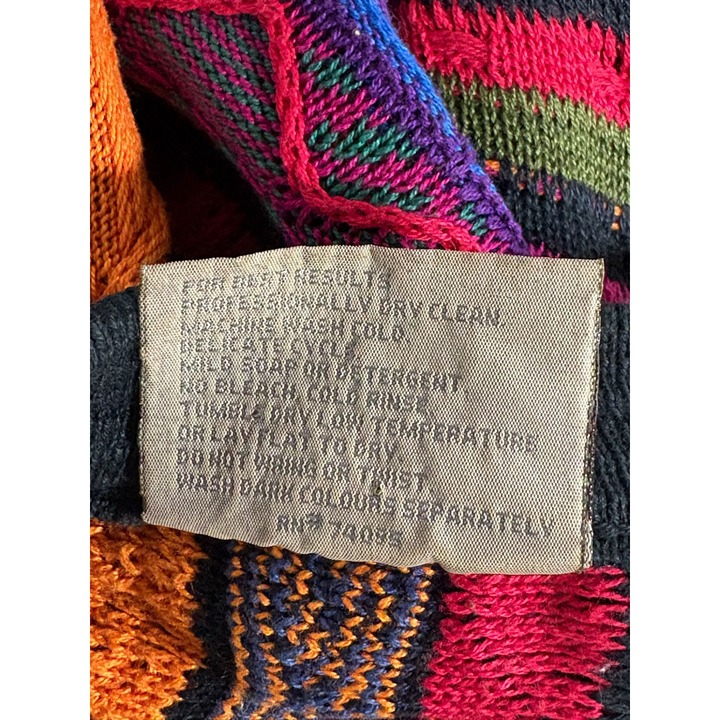 FOR BEST RESULTS
PROFESSIONALLY DRY CLEAN.
MACHINE WASH COLD.
DELICATE CYCLE
MILD SOAP OR DETERGENT.
NO BLEACH. COLD RINSE
TUMBLE DRY LOW TEMPERATURE
OR LAY FLAT TO DRY.
DO NOT WRING OR TWIST
WASH DARK COLOURS SEPARATELY
RN# 74095